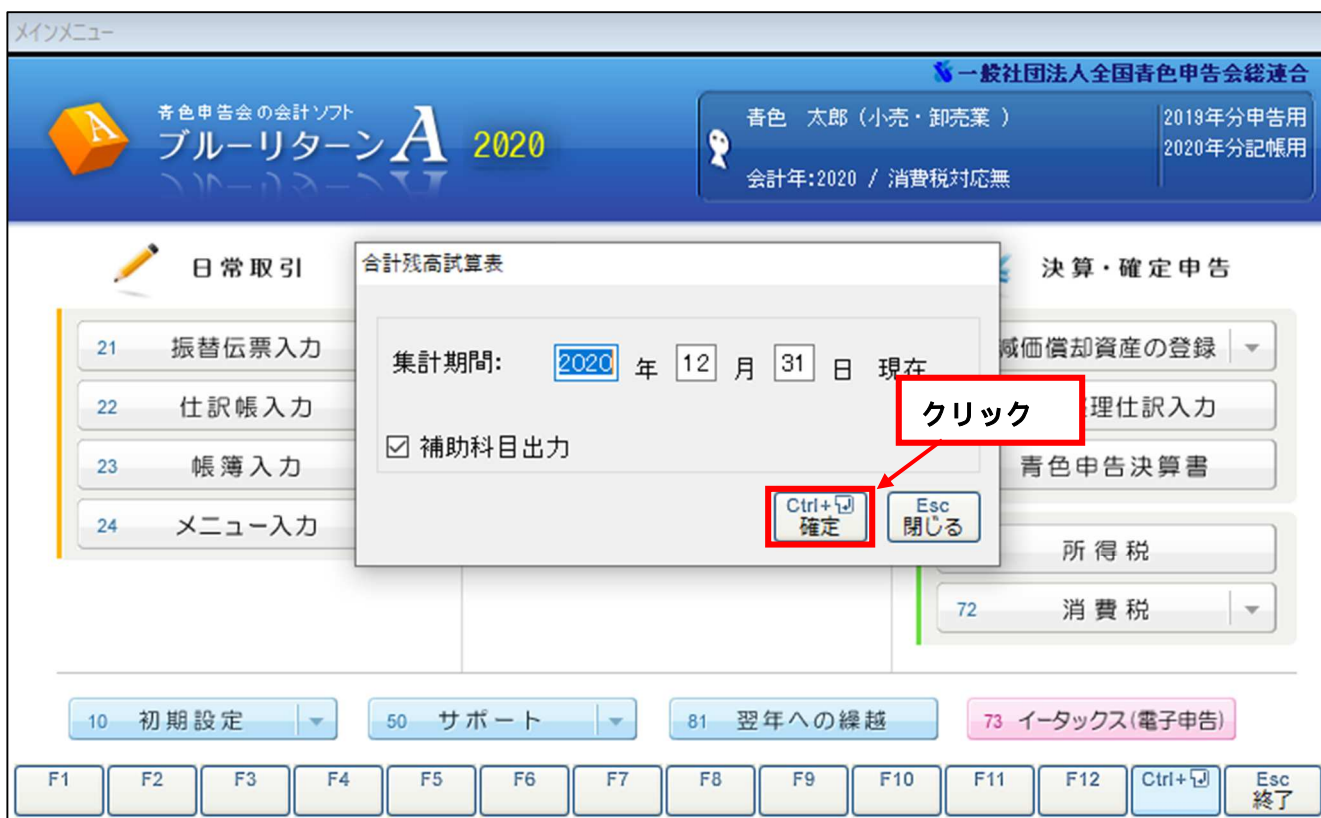 メインメニュー
一般社団法人全国青色申告会総連合
青色申告会の会計ソフト
ブルーリターンA 2020
青色 太郎（小売・卸売業 ）
2019年分申告用
2020年分記帳用
会計年:2020 / 消費税対応無
日常取引
決算・確定申告
合計残高試算表
集計期間: 2020 年 12 月 31 日 現在
補助科目出力
クリック
Ctrl+ 確定
Esc 閉じる
21 振替伝票入力
22 仕訳帳入力
23 帳簿入力
24 メニュー入力
減価償却資産の登録
理仕訳入力
青色申告決算書
所得税
72 消費税
10 初期設定
50 サポート
81 翌年への繰越
73 イータックス(電子申告)
F1 F2 F3 F4 F5 F6 F7 F8 F9 F10 F11 F12 Ctrl+ Esc
終了